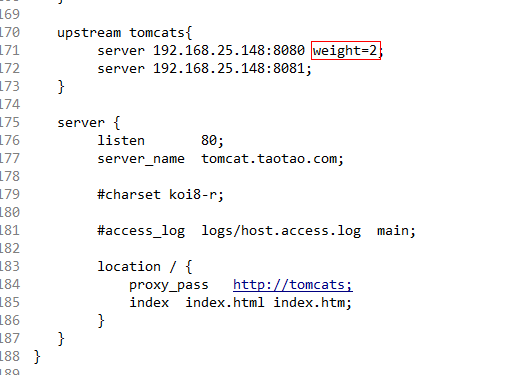 169
170 upstream tomcats{
171 server 192.168.25.148:8080 weight=2;
172 server 192.168.25.148:8081;
173 }
174
175 server {
176 listen 80;
177 server_name tomcat.taotao.com;
178
179 #charset koi8-r;
180
181 #access_log logs/host.access.log main;
182
183 location / {
184 proxy_pass http://tomcats;
185 index index.html index.htm;
186 }
187 }
188 }
189